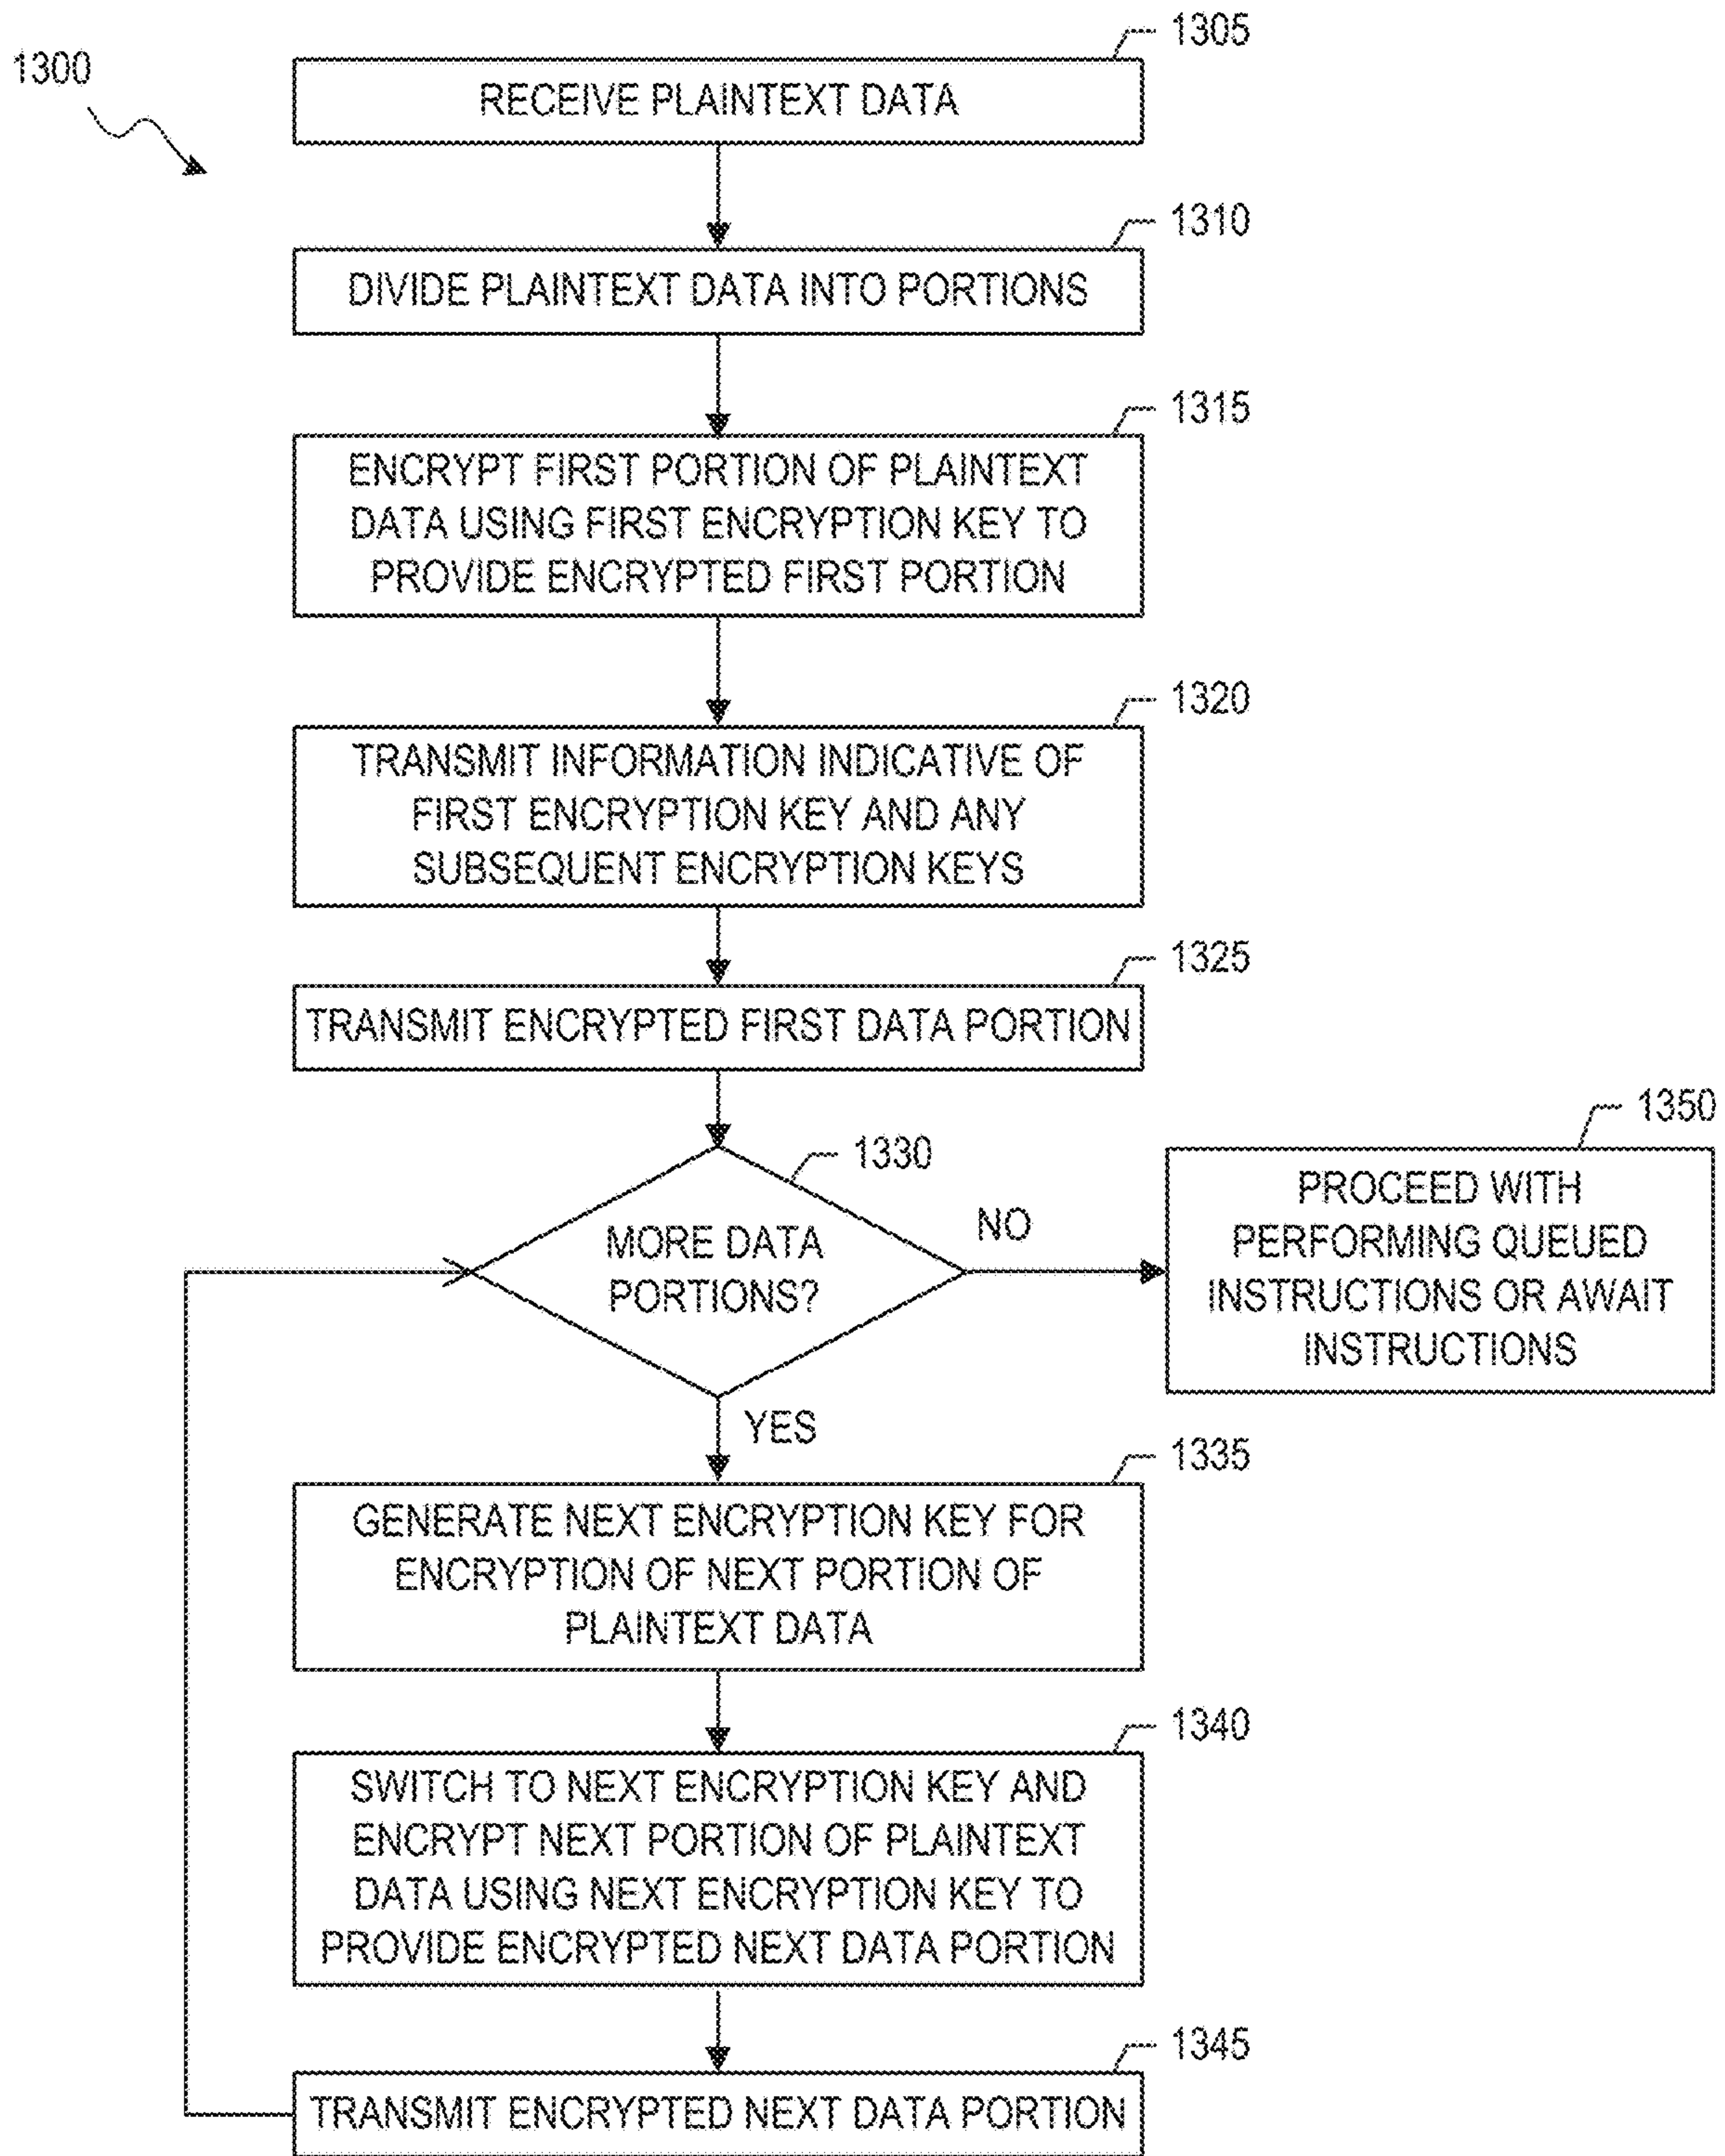 1300
1305
RECEIVE PLAINTEXT DATA
1310
DIVIDE PLAINTEXT DATA INTO PORTIONS
1315
ENCRYPT FIRST PORTION OF PLAINTEXT
DATA USING FIRST ENCRYPTION KEY TO
PROVIDE ENCRYPTED FIRST PORTION
1320
TRANSMIT INFORMATION INDICATIVE OF
FIRST ENCRYPTION KEY AND ANY
SUBSEQUENT ENCRYPTION KEYS
1325
TRANSMIT ENCRYPTED FIRST DATA PORTION
1330
MORE DATA
PORTIONS?
NO
1350
PROCEED WITH
PERFORMING QUEUED
INSTRUCTIONS OR AWAIT
INSTRUCTIONS
YES
1335
GENERATE NEXT ENCRYPTION KEY FOR
ENCRYPTION OF NEXT PORTION OF
PLAINTEXT DATA
1340
SWITCH TO NEXT ENCRYPTION KEY AND
ENCRYPT NEXT PORTION OF PLAINTEXT
DATA USING NEXT ENCRYPTION KEY TO
PROVIDE ENCRYPTED NEXT DATA PORTION
1345
TRANSMIT ENCRYPTED NEXT DATA PORTION